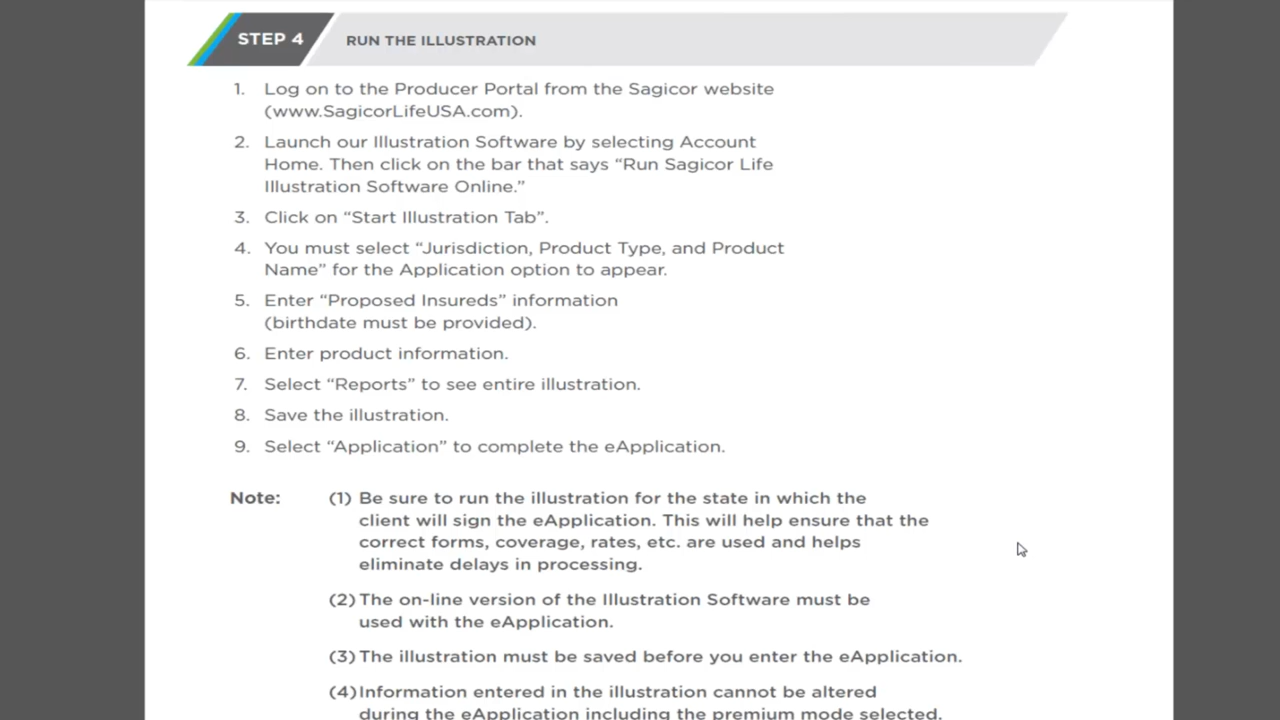 STEP 4 RUN THE ILLUSTRATION
1. Log on to the Producer Portal from the Sagicor website
(www.SagicorLifeUSA.com).
2. Launch our Illustration Software by selecting Account
Home. Then click on the bar that says “Run Sagicor Life
Illustration Software Online.”
3. Click on “Start Illustration Tab”.
4. You must select “Jurisdiction, Product Type, and Product
Name” for the Application option to appear.
5. Enter “Proposed Insureds” information
(birthdate must be provided).
6. Enter product information.
7. Select “Reports” to see entire illustration.
8. Save the illustration.
9. Select “Application” to complete the eApplication.
Note: (1) Be sure to run the illustration for the state in which the
client will sign the eApplication. This will help ensure that the
correct forms, coverage, rates, etc. are used and helps
eliminate delays in processing.
(2) The on-line version of the Illustration Software must be
used with the eApplication.
(3) The illustration must be saved before you enter the eApplication.
(4) Information entered in the illustration cannot be altered
during the eApplication including the premium mode selected.